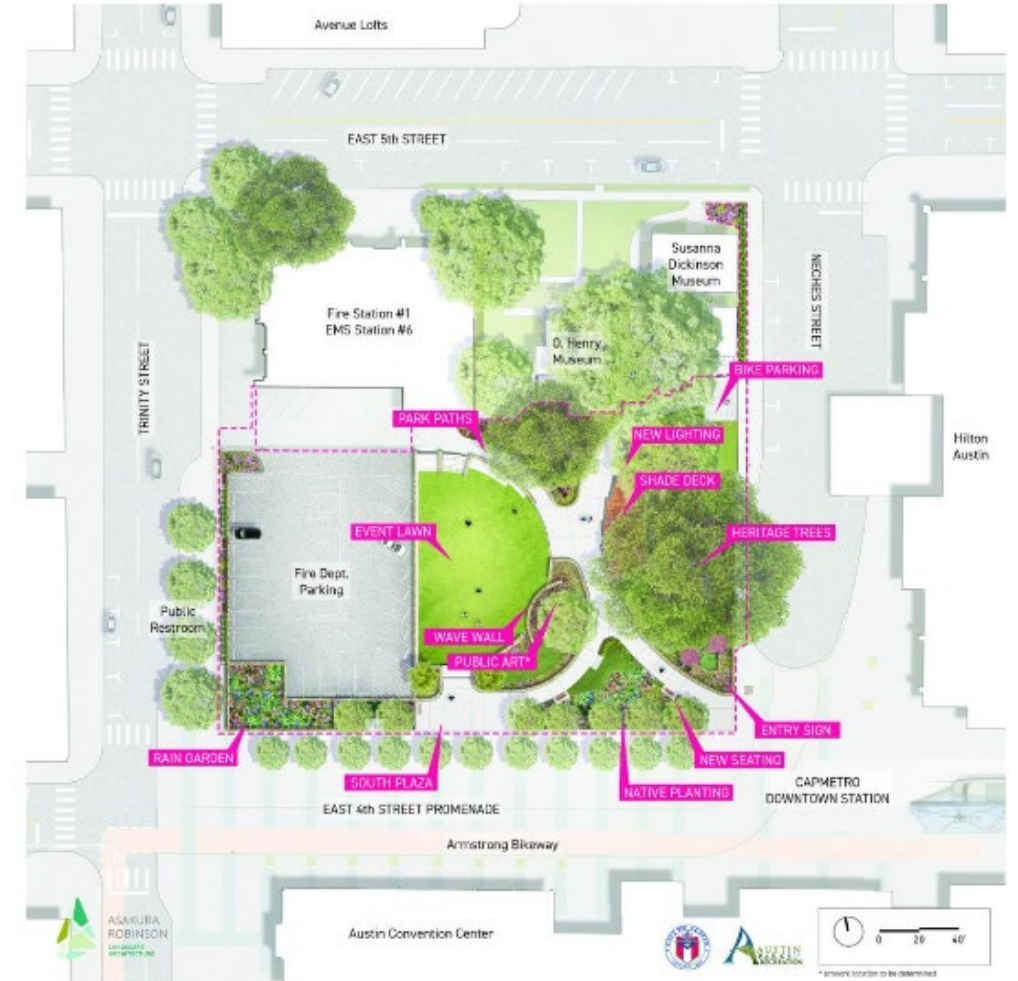 Avenue Lofts
EAST 5th STREET
Susanna
Dickinson
Museum
NECHES STREET
Fire Station #1
EMS Station #6
O. Henry
Museum
TRINITY STREET
BIKE PARKING
PARK PATHS
NEW LIGHTING
Hilton
Austin
SHADE DECK
EVENT LAWN
HERITAGE TREES
Fire Dept.
Parking
Public
Restroom
WAVE WALL
PUBLIC ART*
ENTRY SIGN
RAIN GARDEN
NEW SEATING
SOUTH PLAZA
NATIVE PLANTING
CAPMETRO
DOWNTOWN STATION
EAST 4th STREET PROMENADE
Armstrong Bikeway
ASAKURA
ROBINSON
LANDSCAPE
ARCHITECTURE
Austin Convention Center
AUSTIN
RECREATION
0 20 40'
* artwork location to be determined